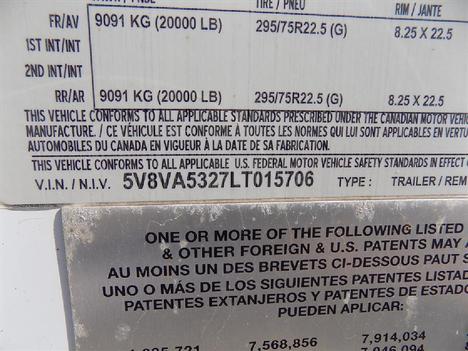 TIRE / PNEU RIM / JANTE
FR/AV 9091 KG (20000 LB) 295/75R22.5 (G) 8.25 X 22.5
1ST INT/INT
2ND INT/INT
RR/AR 9091 KG (20000 LB) 295/75R22.5 (G) 8.25 X 22.5
THIS VEHICLE CONFORMS TO ALL APPLICABLE STANDARDS PRESCRIBED UNDER THE CANADIAN MOTOR
MANUFACTURE. / CE VÉHICULE EST CONFORME À TOUTES LES NORMES QUI LUI SONT APPLICABLES EN
AUTOMOBILES DU CANADA EN VIGUEUR À LA DATE DE SA FABRICATION.
THIS VEHICLE CONFORMS TO ALL APPLICABLE U.S. FEDERAL MOTOR VEHICLE SAFETY STANDARDS IN EFFECT
V.I.N. / N.I.V. 5V8VA5327LT015706 TYPE : TRAILER / REM
ONE OR MORE OF THE FOLLOWING LISTED
& OTHER FOREIGN & U.S. PATENTS MAY
AU MOINS UN DES BREVETS CI-DESSOUS PAUT
UNO O MÁS DE LOS SIGUIENTES PATENTES
PATENTES EXTANJEROS Y PATENTES DE
PUEDEN APLICAR:
7,568,856 7,914,034